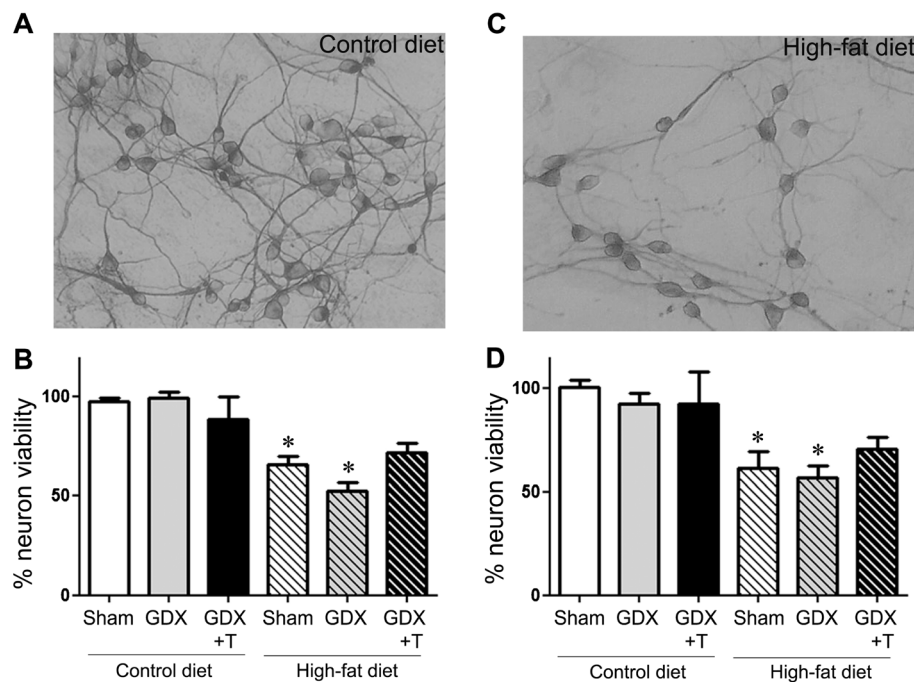 A
Control diet
C
High-fat diet
B
% neuron viability
100
50
0
*
*
Sham GDX GDX +T Sham GDX GDX +T
Control diet High-fat diet
D
% neuron viability
100
50
0
*
*
Sham GDX GDX +T Sham GDX GDX +T
Control diet High-fat diet